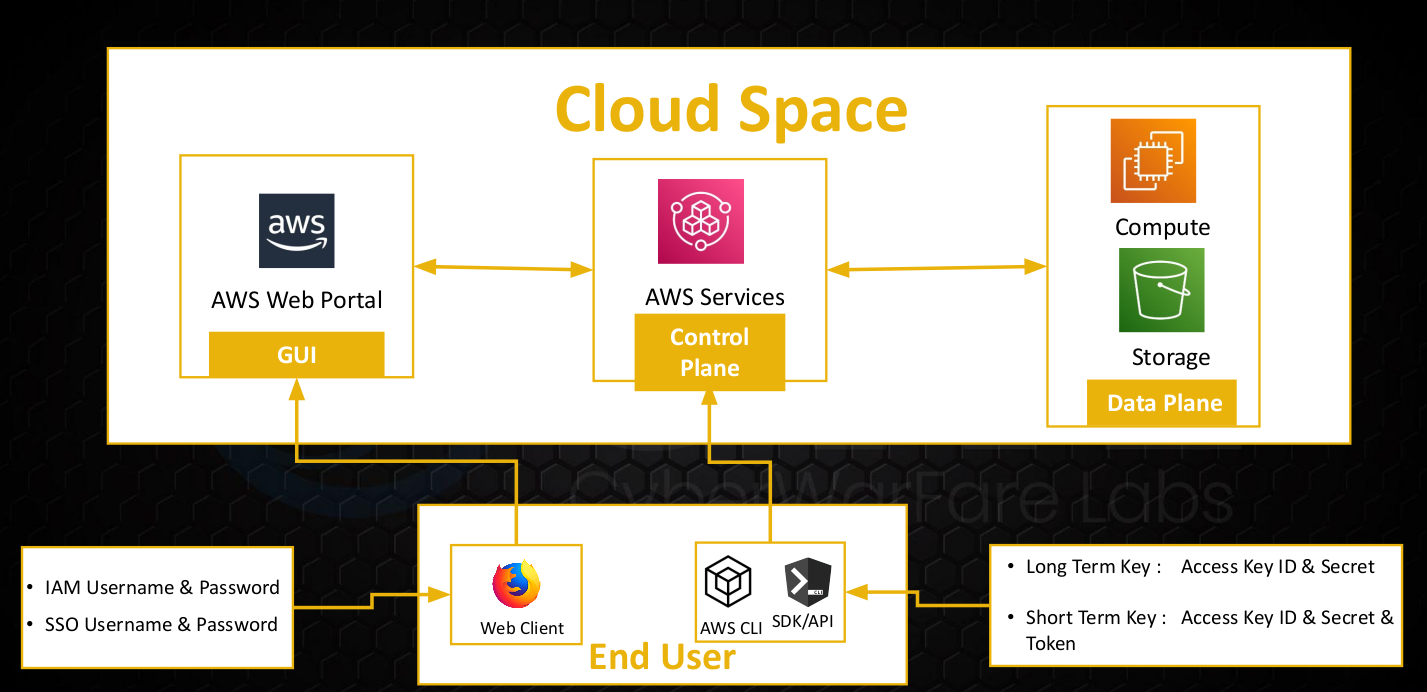 Cloud Space
aws
AWS Web Portal
GUI
AWS Services
Control
Plane
Compute
Storage
Data Plane
CyberWarFare Labs
• IAM Username & Password
• SSO Username & Password
Web Client
AWS CLI
CLI
SDK/API
End User
• Long Term Key : Access Key ID & Secret
• Short Term Key : Access Key ID & Secret &
Token